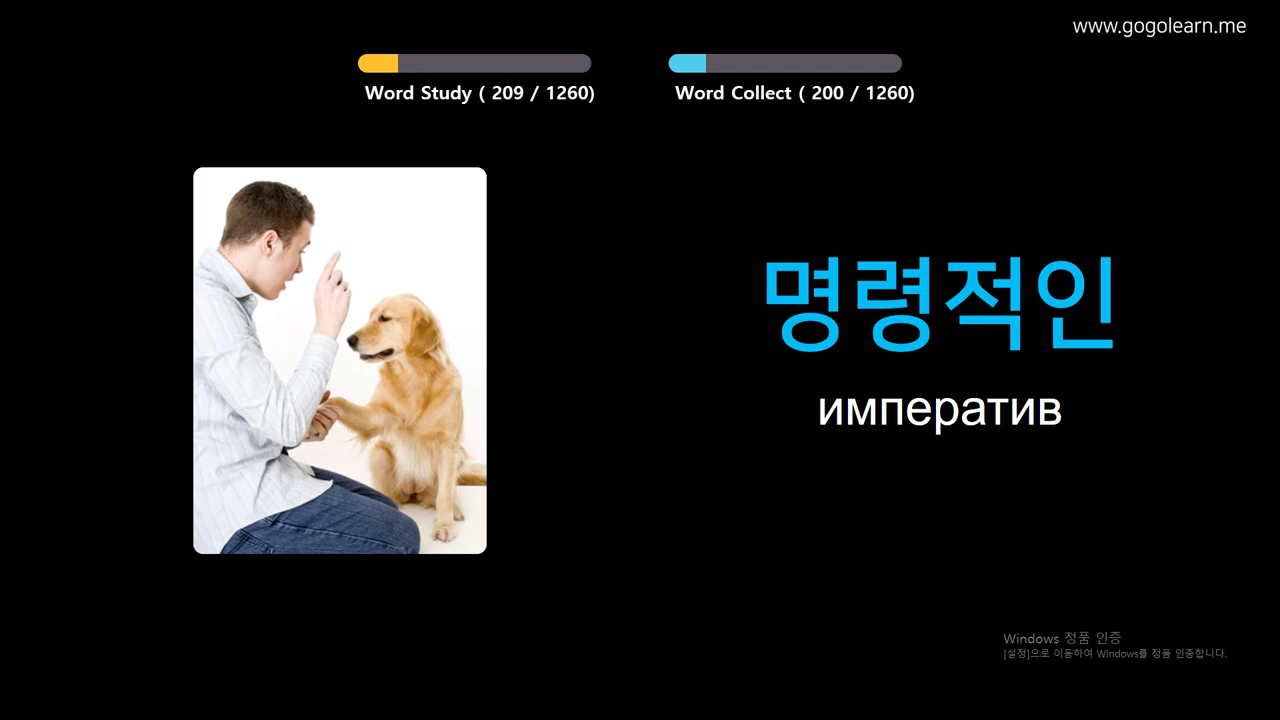 www.gogolearn.me
Word Study ( 209 / 1260)
Word Collect ( 200 / 1260)
명령적인
императив
Windows 정품 인증
[설정]으로 이동하여 Windows를 정품 인증합니다.